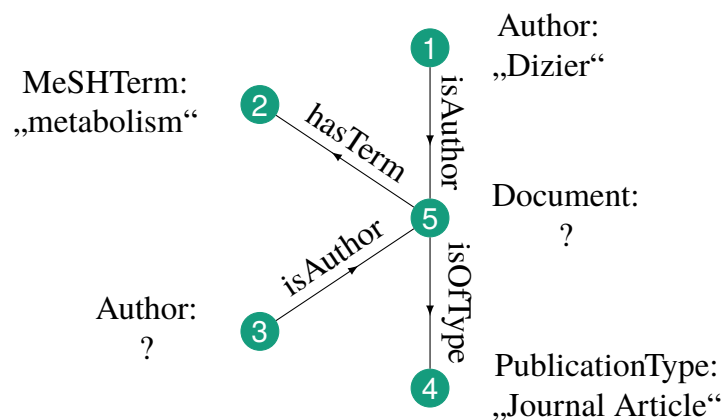 Author:
„Dizier“
1
MeSHTerm:
„metabolism“
2
isAuthor
hasTerm
Document:
?
5
isAuthor
isOfType
Author:
?
3
PublicationType:
„Journal Article“
4